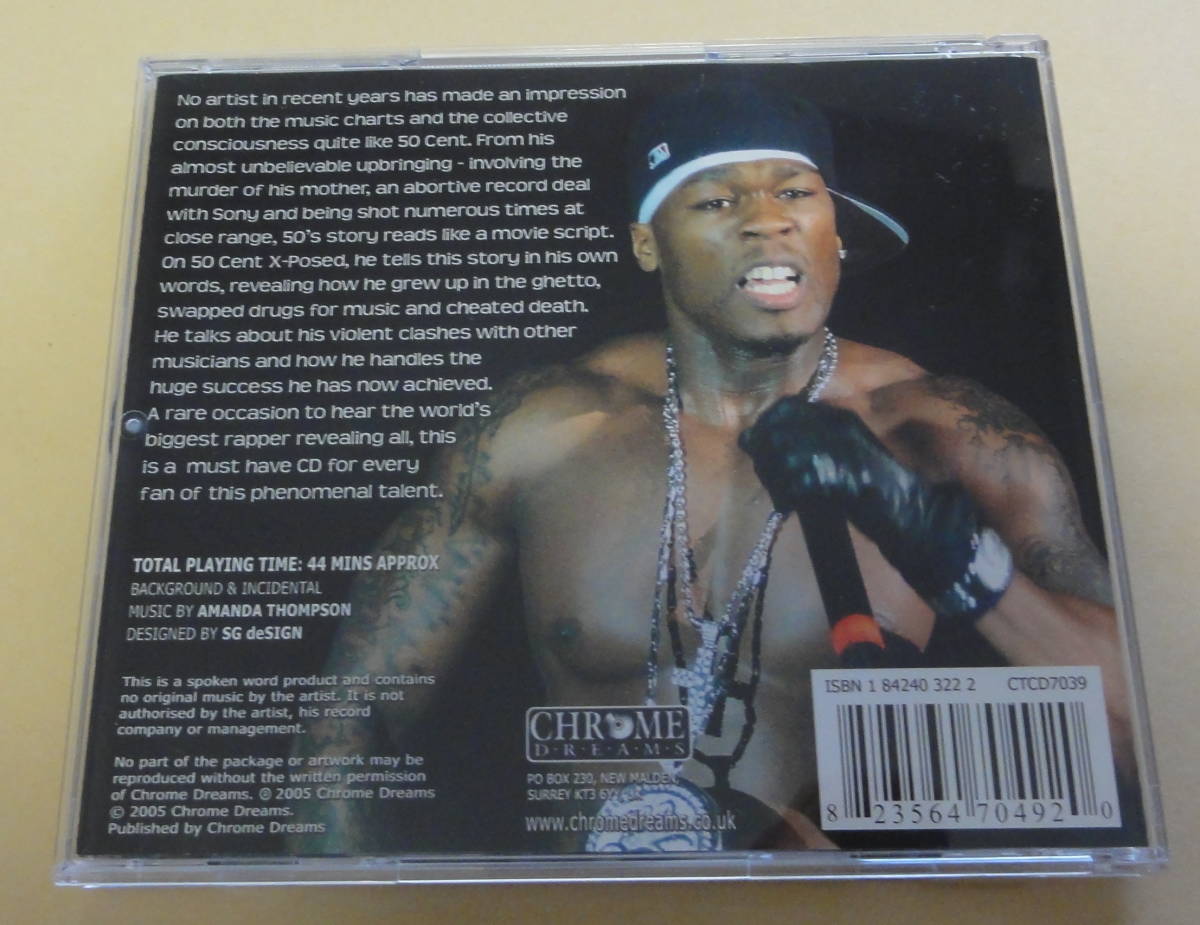 No artist in recent years has made an impression
on both the music charts and the collective
consciousness quite like 50 Cent. From his
almost unbelievable upbringing - involving the
murder of his mother, an abortive record deal
with Sony and being shot numerous times at
close range, 50's story reads like a movie script.
On 50 Cent X-Posed, he tells this story in his own
words, revealing how he grew up in the ghetto,
swapped drugs for music and cheated death.
He talks about his violent clashes with other
musicians and how he handles the
huge success he has now achieved.
A rare occasion to hear the world's
biggest rapper revealing all, this
is a must have CD for every
fan of this phenomenal talent.
TOTAL PLAYING TIME: 44 MINS APPROX
BACKGROUND & INCIDENTAL
MUSIC BY AMANDA THOMPSON
DESIGNED BY SG deSIGN
This is a spoken word product and contains
no original music by the artist. It is not
authorised by the artist, his record
company or management.
No part of the package or artwork may be
reproduced without the written permission
of Chrome Dreams. ℗ 2005 Chrome Dreams
© 2005 Chrome Dreams.
Published by Chrome Dreams
CHROME
D·R·E·A·M·S
PO BOX 230, NEW MALDEN,
SURREY KT3
www.chromedreams.co.uk
ISBN 1 84240 322 2 CTCD7039
8 23564 70492 0